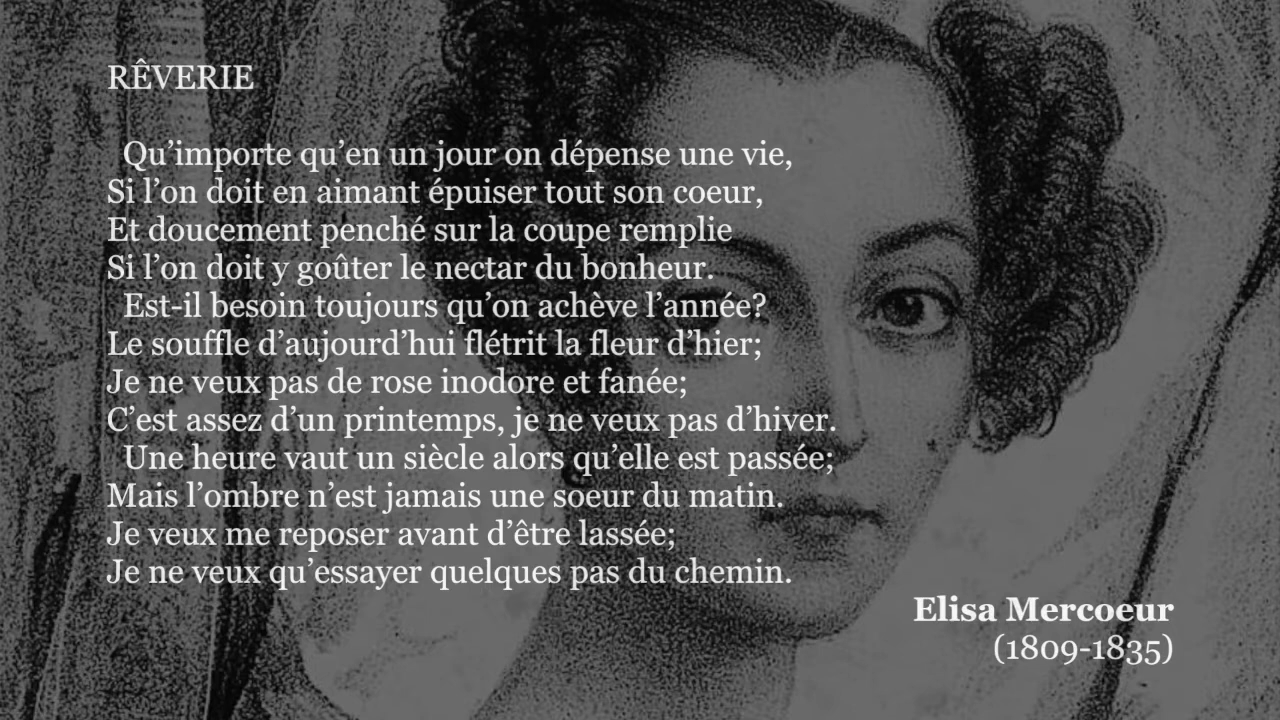 RÊVERIE
Qu’importe qu’en un jour on dépense une vie,
Si l’on doit en aimant épuiser tout son coeur,
Et doucement penché sur la coupe remplie
Si l’on doit y goûter le nectar du bonheur.
Est-il besoin toujours qu’on achève l’année?
Le souffle d’aujourd’hui flétrit la fleur d’hier;
Je ne veux pas de rose inodore et fanée;
C’est assez d’un printemps, je ne veux pas d’hiver.
Une heure vaut un siècle alors qu’elle est passée;
Mais l’ombre n’est jamais une soeur du matin.
Je veux me reposer avant d’être lassée;
Je ne veux qu’essayer quelques pas du chemin.
Elisa Mercoeur
(1809-1835)